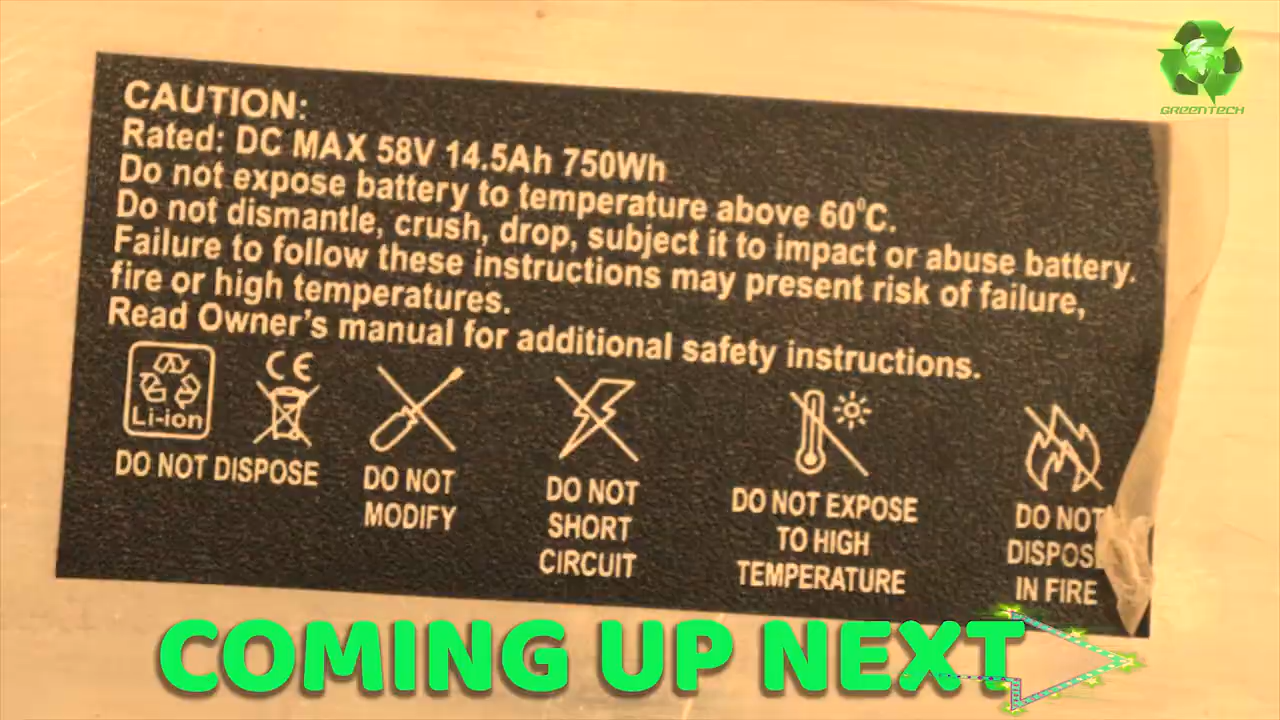 GREENTECH
CAUTION:
Rated: DC MAX 58V 14.5Ah 750Wh
Do not expose battery to temperature above 60⁰C.
Do not dismantle, crush, drop, subject it to impact or abuse battery.
Failure to follow these instructions may present risk of failure,
fire or high temperatures.
Read Owner's manual for additional safety instructions.
CE
Li-ion
DO NOT DISPOSE
DO NOT
MODIFY
DO NOT
SHORT
CIRCUIT
DO NOT EXPOSE
TO HIGH
TEMPERATURE
DO NOT
DISPOSE
IN FIRE
COMING UP NEXT